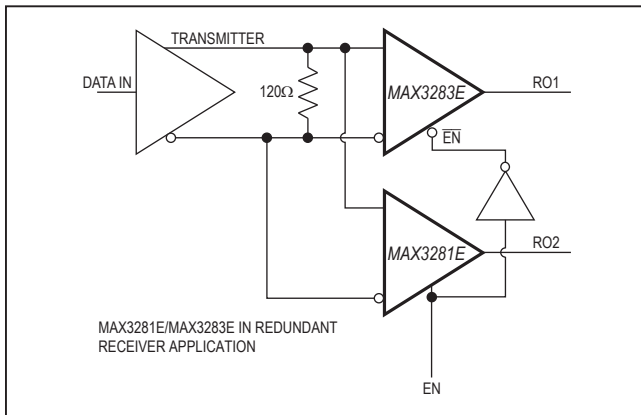 TRANSMITTER
DATA IN
120Ω
MAX3283E
RO1
EN
MAX3281E
RO2
MAX3281E/MAX3283E IN REDUNDANT
RECEIVER APPLICATION
EN